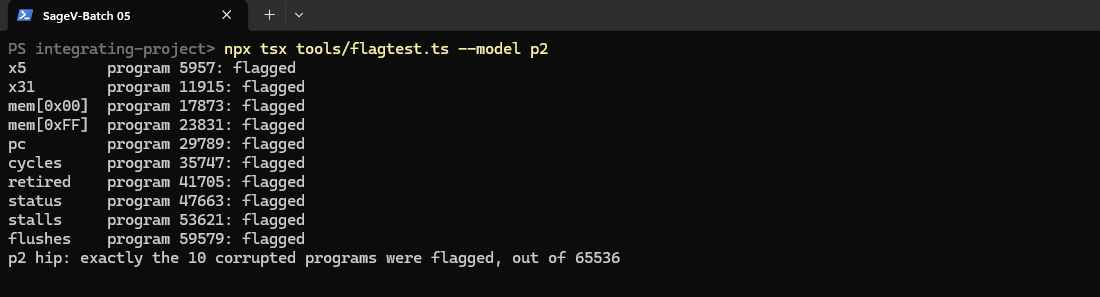 SageV-Batch 05
PS integrating-project> npx tsx tools/flagtest.ts --model p2
x5 program 5957: flagged
x31 program 11915: flagged
mem[0x00] program 17873: flagged
mem[0xFF] program 23831: flagged
pc program 29789: flagged
cycles program 35747: flagged
retired program 41705: flagged
status program 47663: flagged
stalls program 53621: flagged
flushes program 59579: flagged
p2 hip: exactly the 10 corrupted programs were flagged, out of 65536